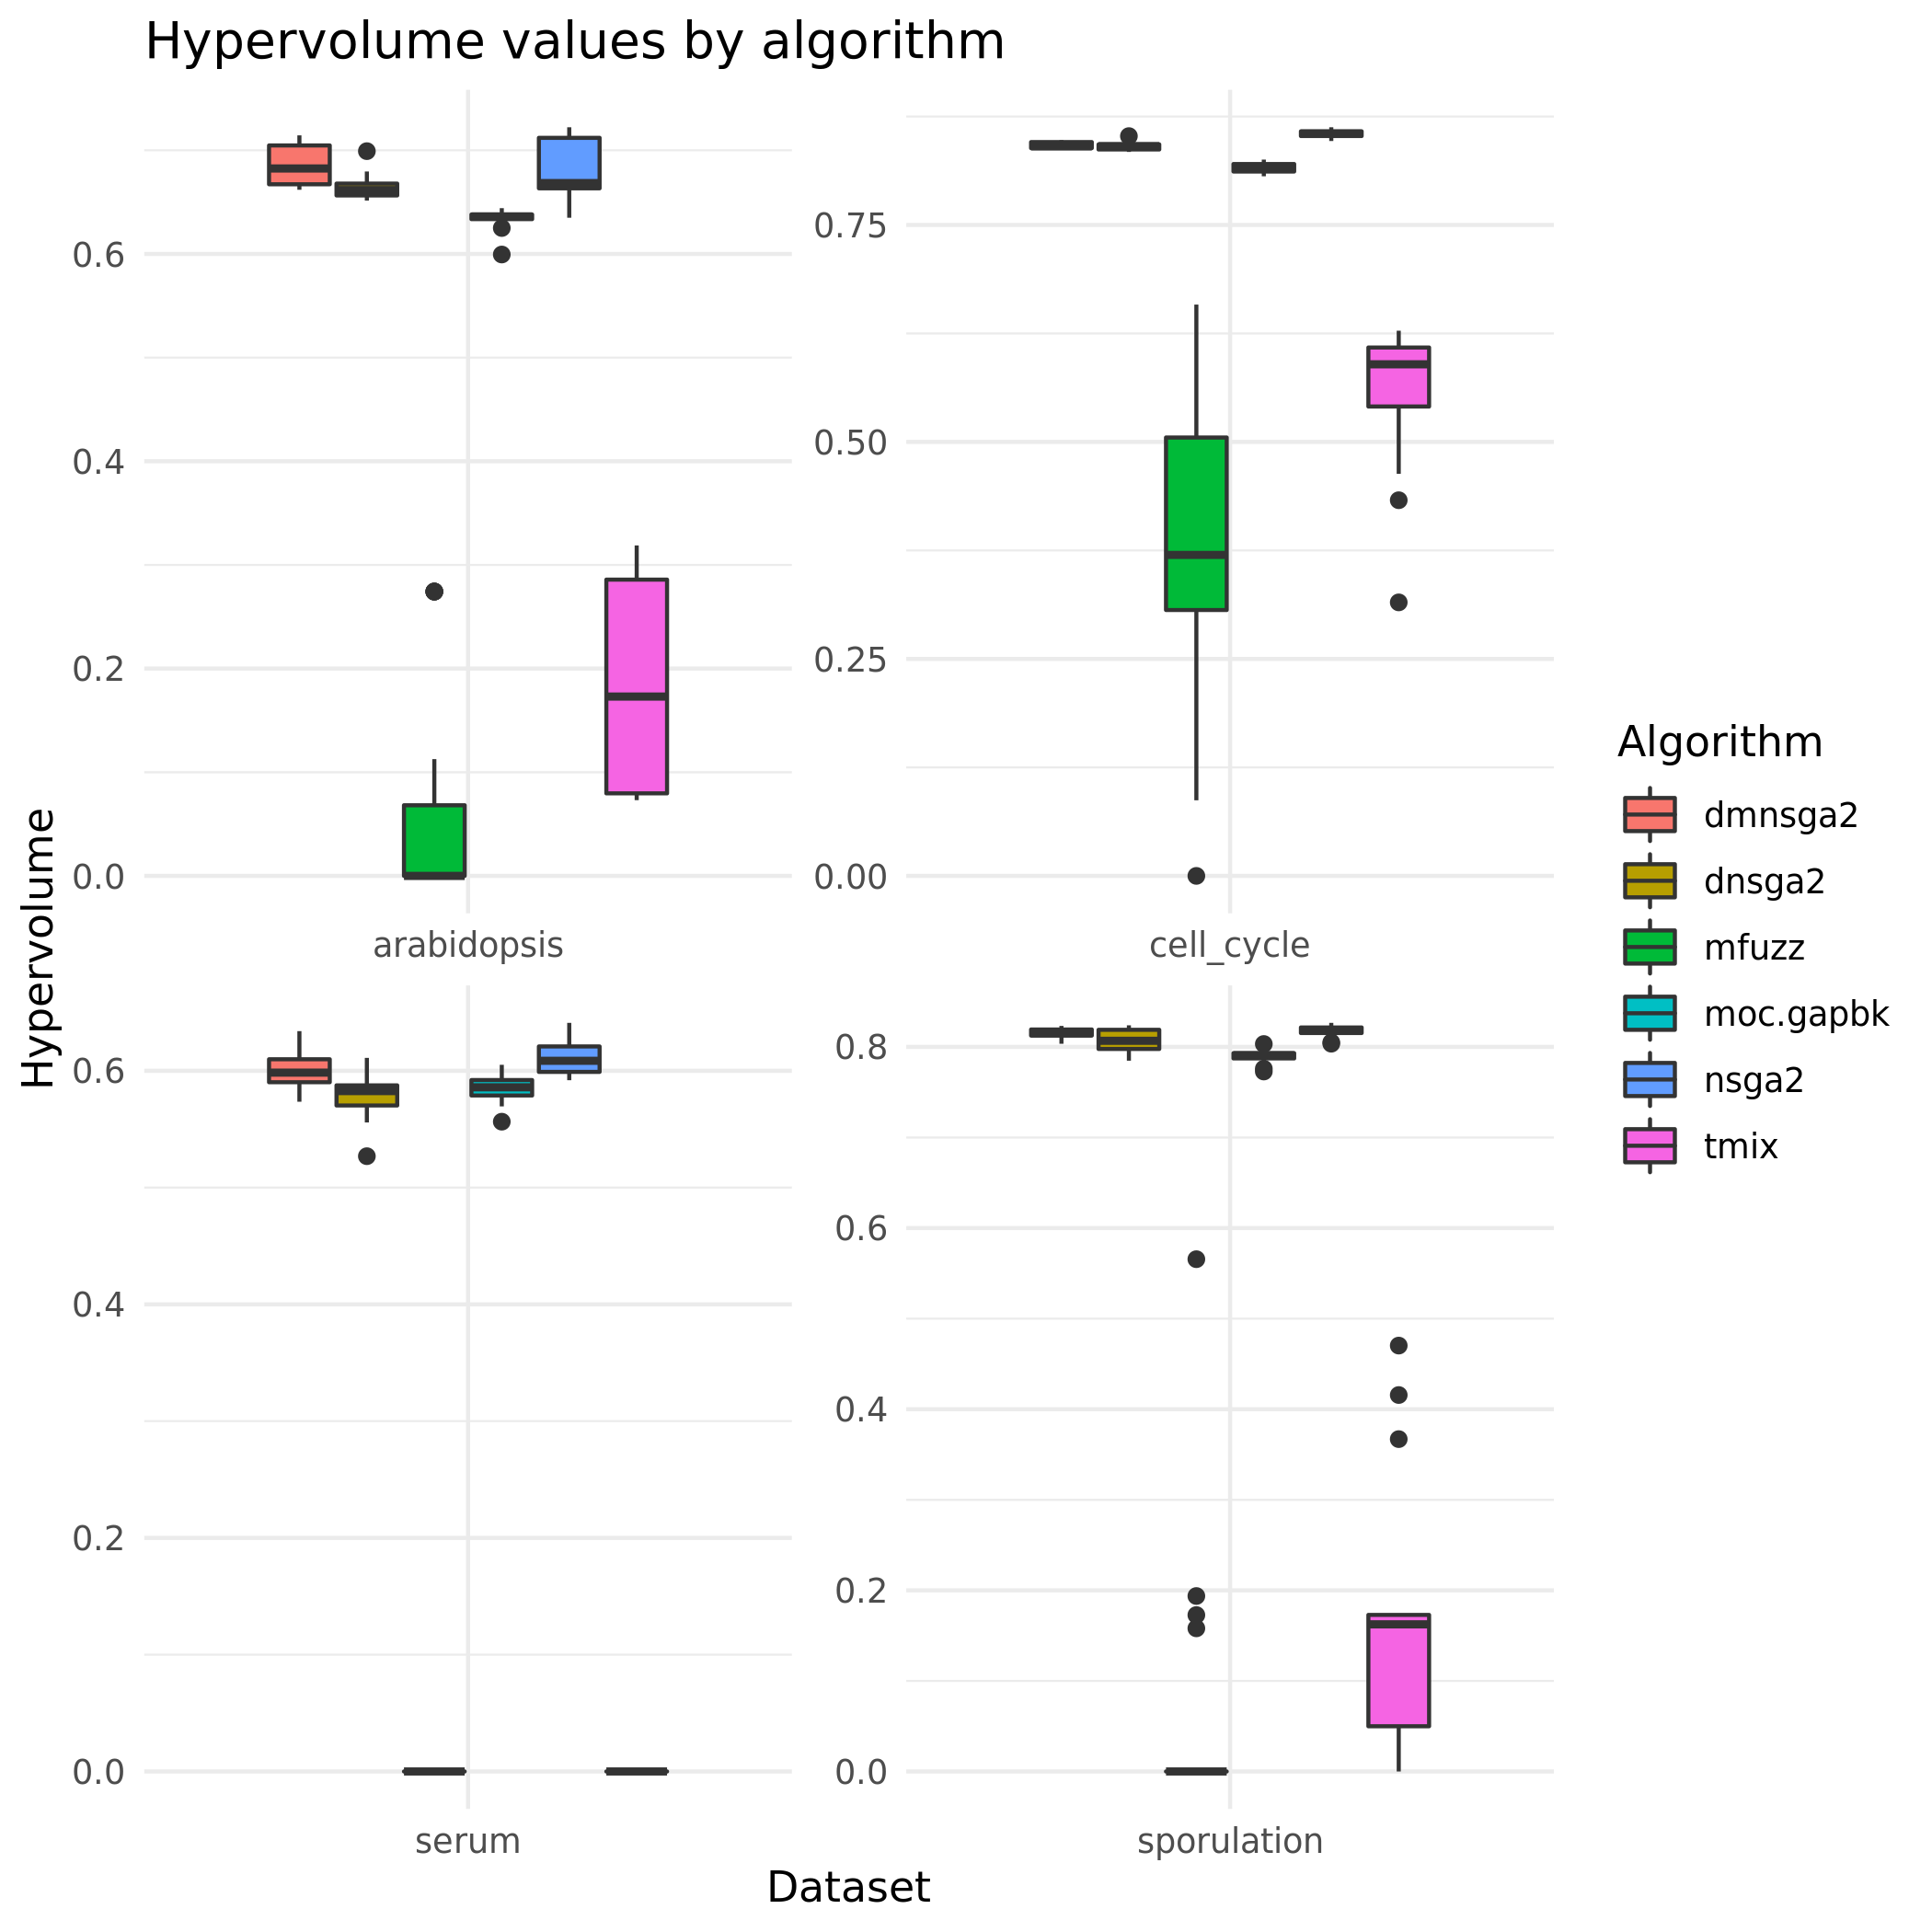 Hypervolume values by algorithm
Hypervolume
0.6
0.4
0.2
0.0
arabidopsis
0.75
0.50
0.25
0.00
cell_cycle
0.6
0.4
0.2
0.0
serum
0.8
0.6
0.4
0.2
0.0
sporulation
Dataset
Algorithm
dmnsga2
dnsga2
mfuzz
moc.gapbk
nsga2
tmix